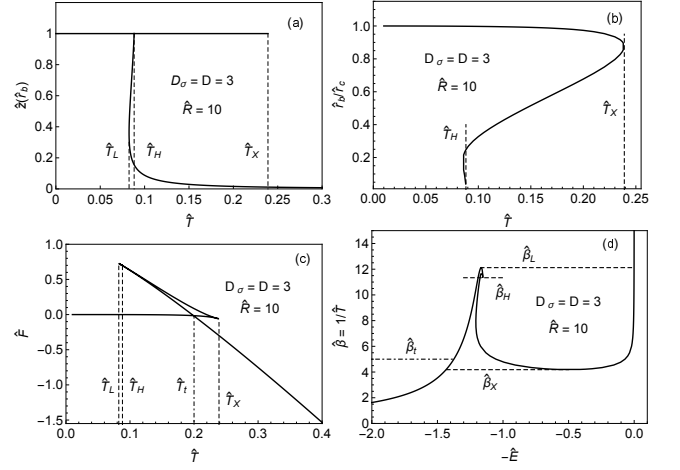 (a)
D_σ = D = 3
R̂ = 10
T̂_L
T̂_H
T̂_X
ẑ(r̂_b)
1
0.8
0.6
0.4
0.2
0
0.00
0.05
0.1
0.15
0.20
0.25
0.3
T̂
(b)
D_σ = D = 3
R̂ = 10
T̂_H
T̂_X
r̂_b/r̂_c
1.0
0.8
0.6
0.4
0.2
0.00
0.05
0.10
0.15
0.20
0.25
T̂
(c)
D_σ = D = 3
R̂ = 10
T̂_L
T̂_H
T̂_t
T̂_X
F̂
1.0
0.5
0.0
-0.5
-1.0
-1.5
0.0
0.1
0.2
0.3
0.4
T̂
(d)
β̂_L
β̂_H
D_σ = D = 3
R̂ = 10
β̂_t
β̂_X
β̂ = 1/T̂
14
12
10
8
6
4
2
0
-2.0
-1.5
-1.0
-0.5
0.0
-Ê